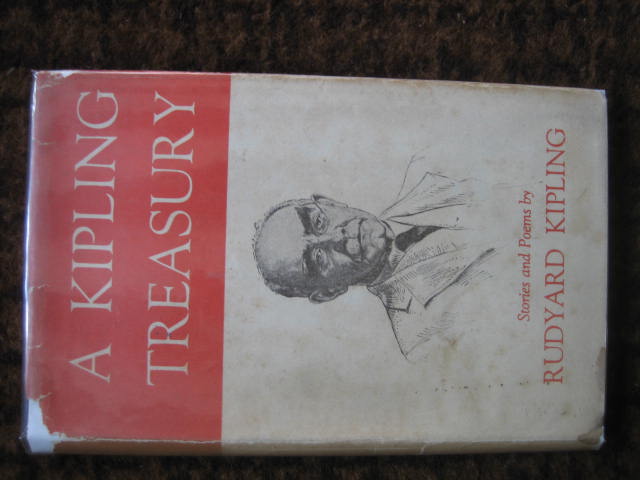 A KIPLING
TREASURY
Stories and Poems by
RUDYARD KIPLING